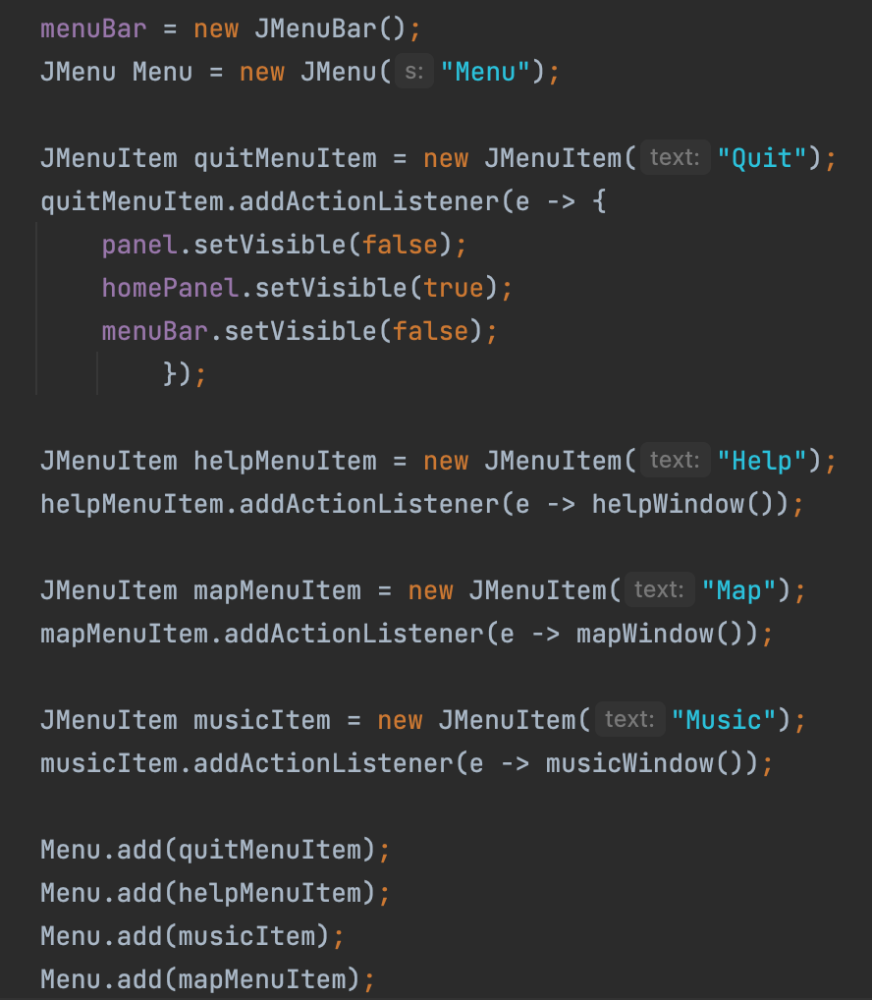 menuBar = new JMenuBar();
JMenu Menu = new JMenu( s: "Menu");
JMenuItem quitMenuItem = new JMenuItem( text: "Quit");
quitMenuItem.addActionListener(e -> {
panel.setVisible(false);
homePanel.setVisible(true);
menuBar.setVisible(false);
});
JMenuItem helpMenuItem = new JMenuItem( text: "Help");
helpMenuItem.addActionListener(e -> helpWindow());
JMenuItem mapMenuItem = new JMenuItem( text: "Map");
mapMenuItem.addActionListener(e -> mapWindow());
JMenuItem musicItem = new JMenuItem( text: "Music");
musicItem.addActionListener(e -> musicWindow());
Menu.add(quitMenuItem);
Menu.add(helpMenuItem);
Menu.add(musicItem);
Menu.add(mapMenuItem);